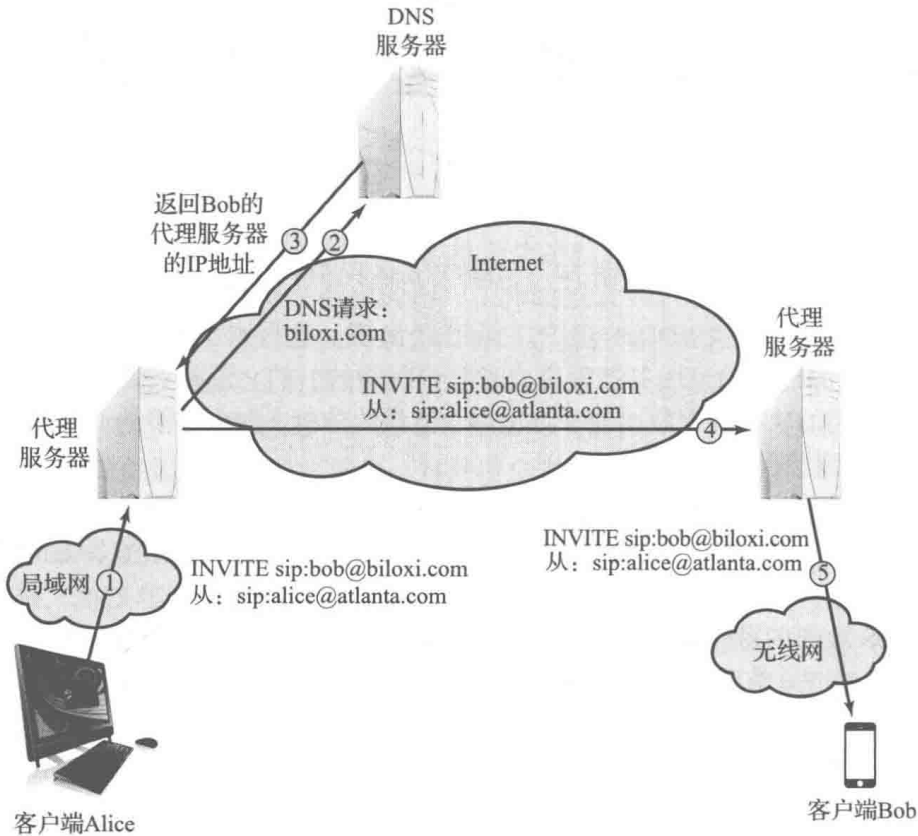 DNS
服务器
返回Bob的
代理服务器
的IP地址
③
②
Internet
DNS请求：
biloxi.com
代理
服务器
INVITE sip:bob@biloxi.com
从：sip:alice@atlanta.com
④
代理
服务器
INVITE sip:bob@biloxi.com
从：sip:alice@atlanta.com
⑤
局域网
①
INVITE sip:bob@biloxi.com
从：sip:alice@atlanta.com
无线网
客户端Alice
客户端Bob